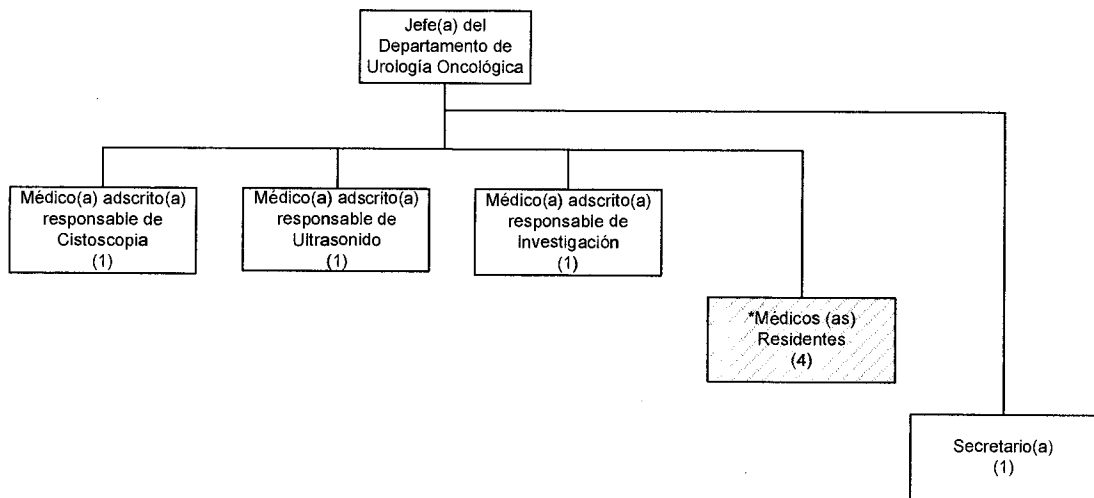 Jefe(a) del
Departamento de
Urología Oncológica
Médico(a) adscrito(a)
responsable de
Cistoscopia
(1)
Médico(a) adscrito(a)
responsable de
Ultrasonido
(1)
Médico(a) adscrito(a)
responsable de
Investigación
(1)
*Médicos (as)
Residentes
(4)
Secretario(a)
(1)